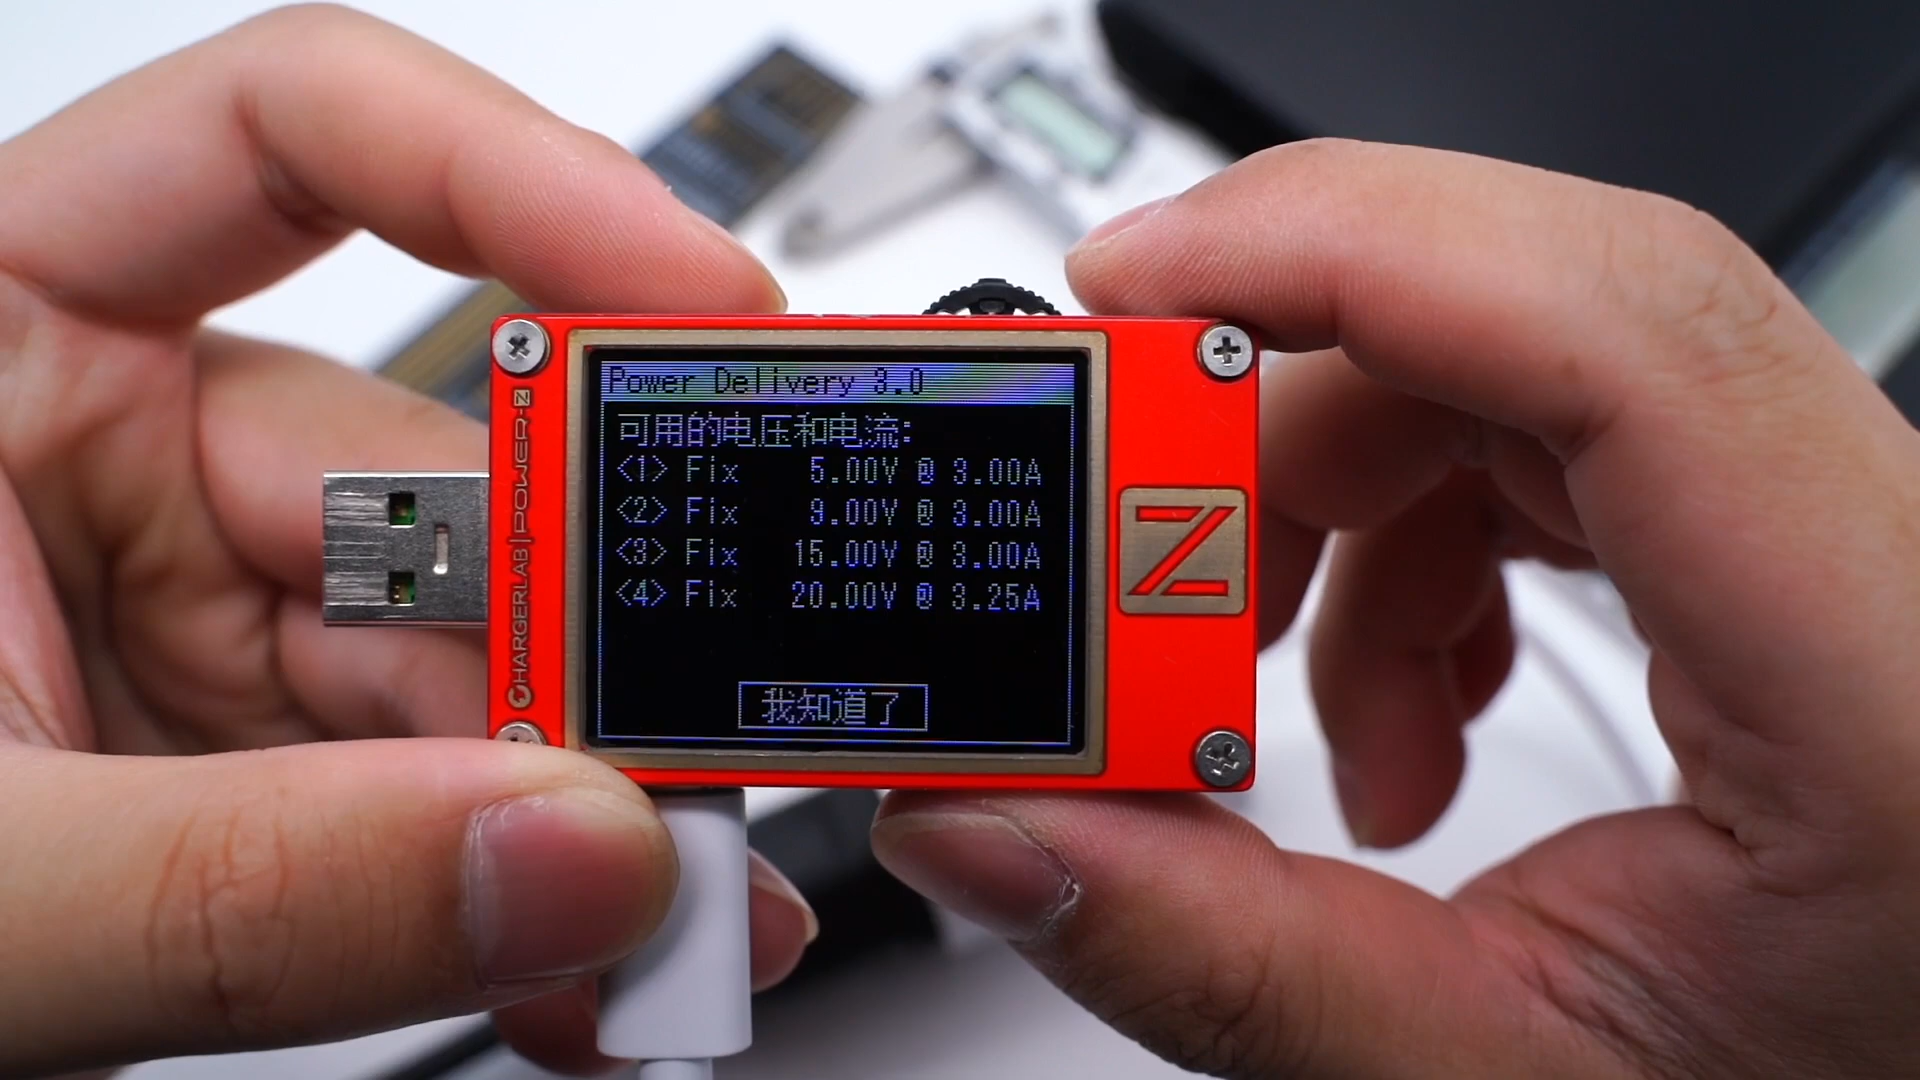 CHARGERLAB | POWER-Z
Power Delivery 3.0
可用的电压和电流:
<1> Fix 5.00V @ 3.00A
<2> Fix 9.00V @ 3.00A
<3> Fix 15.00V @ 3.00A
<4> Fix 20.00V @ 3.25A
我知道了
Z